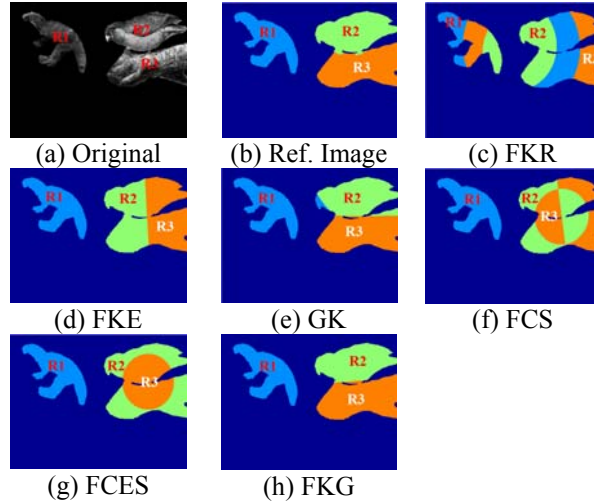 R1 R2 R1 R2 R1 R2
R3 R3 R3
(a) Original (b) Ref. Image (c) FKR
R1 R2 R1 R2 R1 R2
R3 R3 R3
(d) FKE (e) GK (f) FCS
R1 R2 R3 R1 R2
R3
(g) FCES (h) FKG